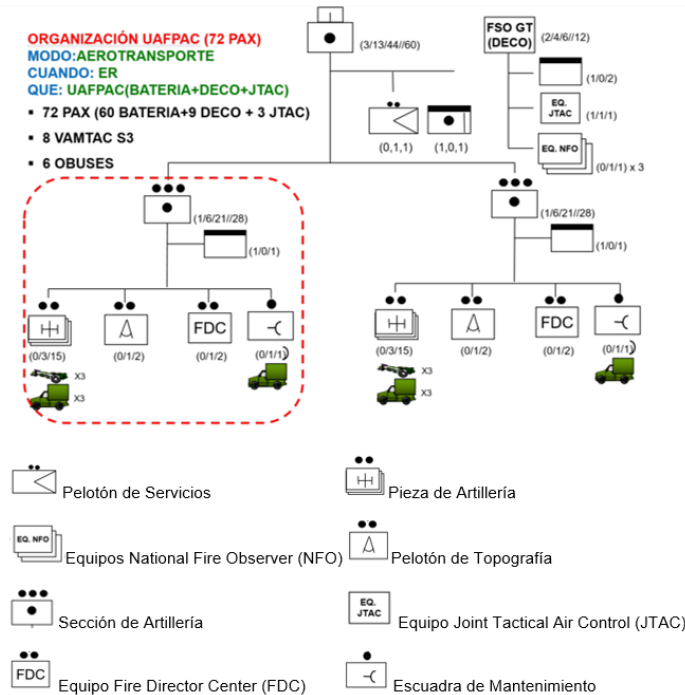 ORGANIZACIÓN UAFPAC (72 PAX)
MODO:AEROTRANSPORTE
CUANDO: ER
QUE: UAFPAC(BATERIA+DECO+JTAC)
▪ 72 PAX (60 BATERIA+9 DECO + 3 JTAC)
▪ 8 VAMTAC S3
▪ 6 OBUSES
(3/13/44//60)
FSO GT
(DECO)
(2/4/6//12)
(1/0/2)
EQ.
JTAC
(1/1/1)
EQ. NFO
(0/1/1) x 3
(0,1,1)
(1,0,1)
(1/6/21//28)
(1/0/1)
(1/6/21//28)
(1/0/1)
FDC
(0/3/15)
(0/1/2)
(0/1/2)
(0/1/1)
X3
X3
FDC
(0/3/15)
(0/1/2)
(0/1/2)
(0/1/1)
X3
X3
Pelotón de Servicios
Pieza de Artillería
EQ. NFO
Equipos National Fire Observer (NFO)
Pelotón de Topografía
Sección de Artillería
EQ.
JTAC
Equipo Joint Tactical Air Control (JTAC)
FDC
Equipo Fire Director Center (FDC)
Escuadra de Mantenimiento